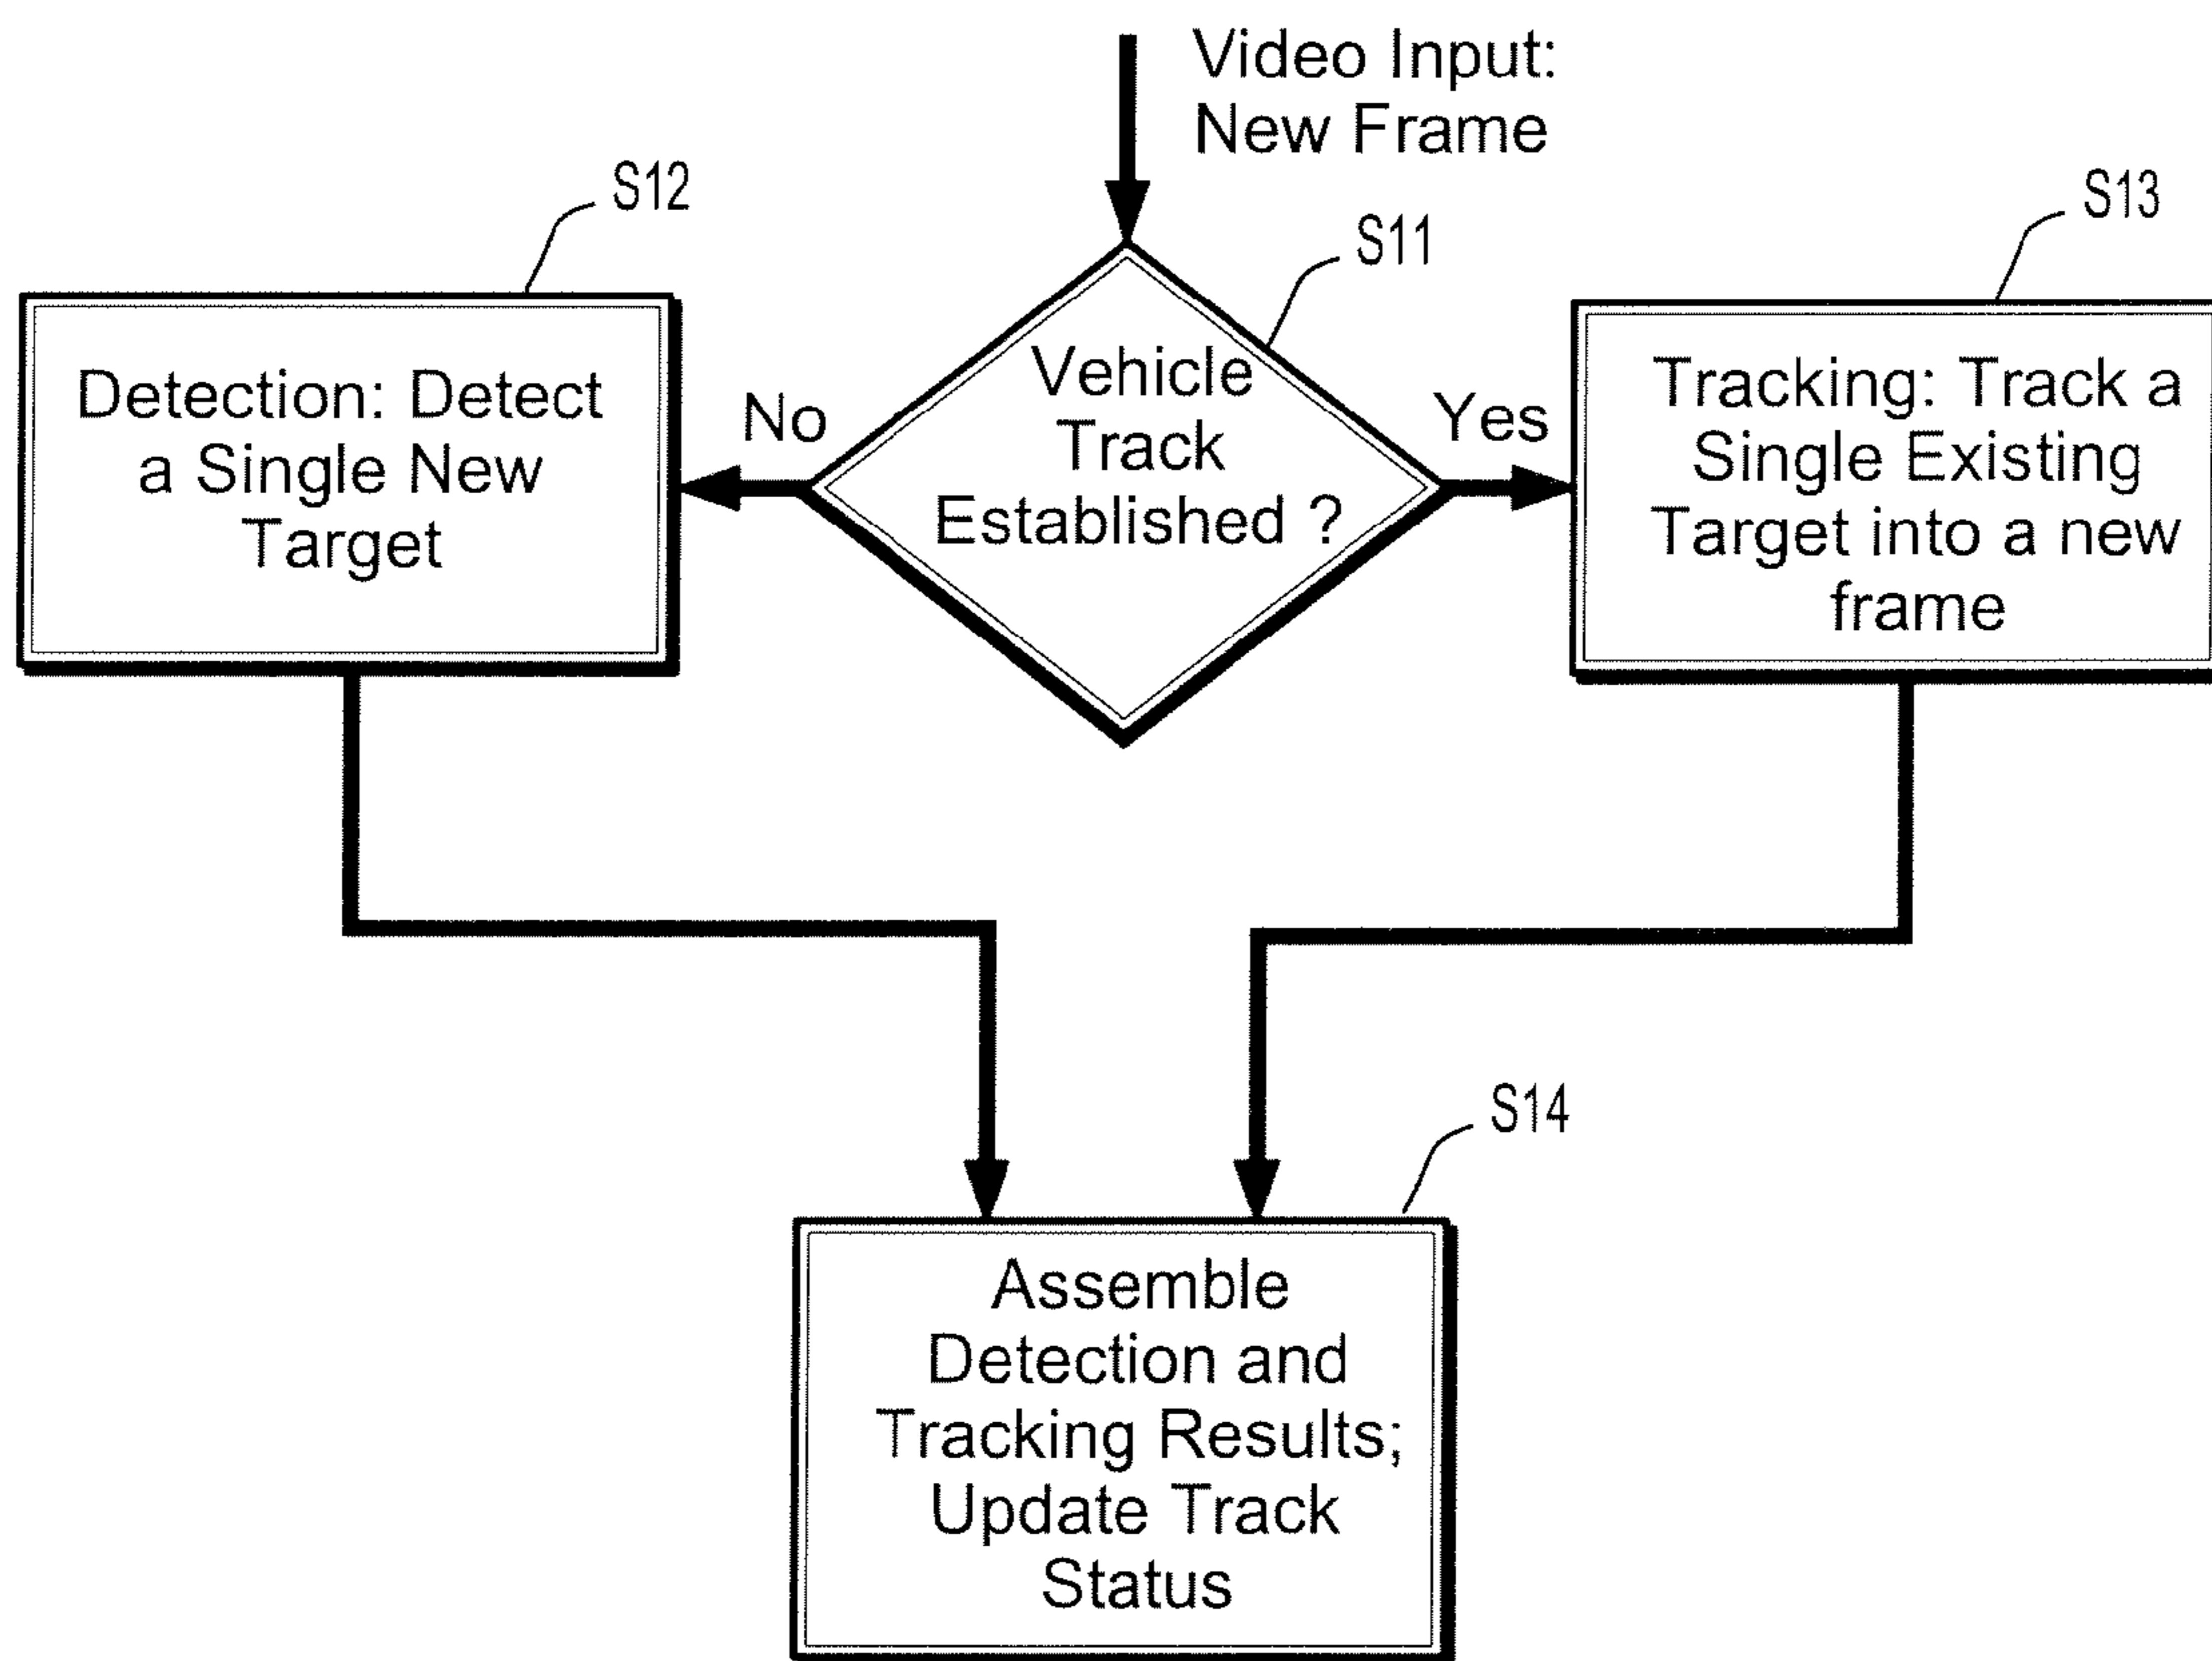 Video Input:
New Frame
S12
S11
S13
Detection: Detect
a Single New
Target
No
Vehicle
Track
Established ?
Yes
Tracking: Track a
Single Existing
Target into a new
frame
S14
Assemble
Detection and
Tracking Results;
Update Track
Status